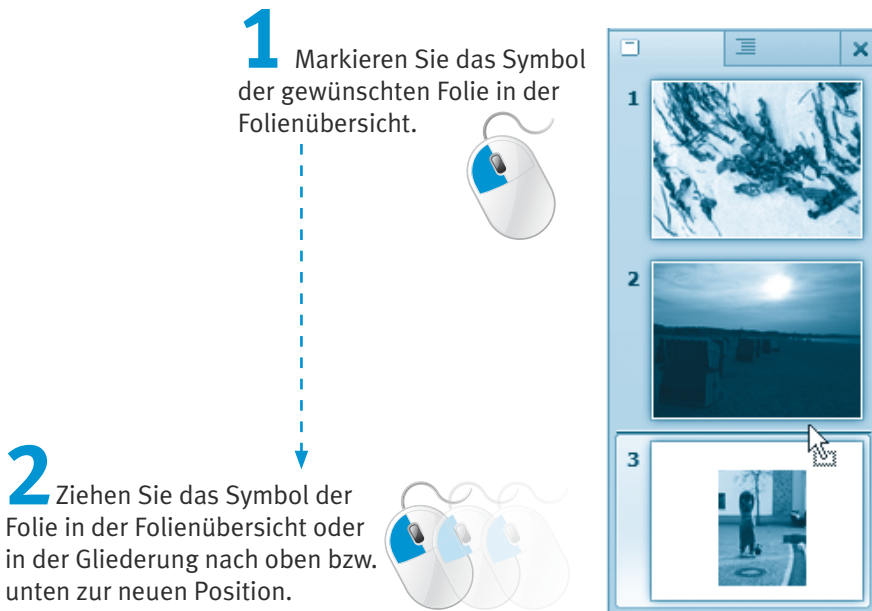 1 Markieren Sie das Symbol
der gewünschten Folie in der
Folienübersicht.
2 Ziehen Sie das Symbol der
Folie in der Folienübersicht oder
in der Gliederung nach oben bzw.
unten zur neuen Position.
1
2
3